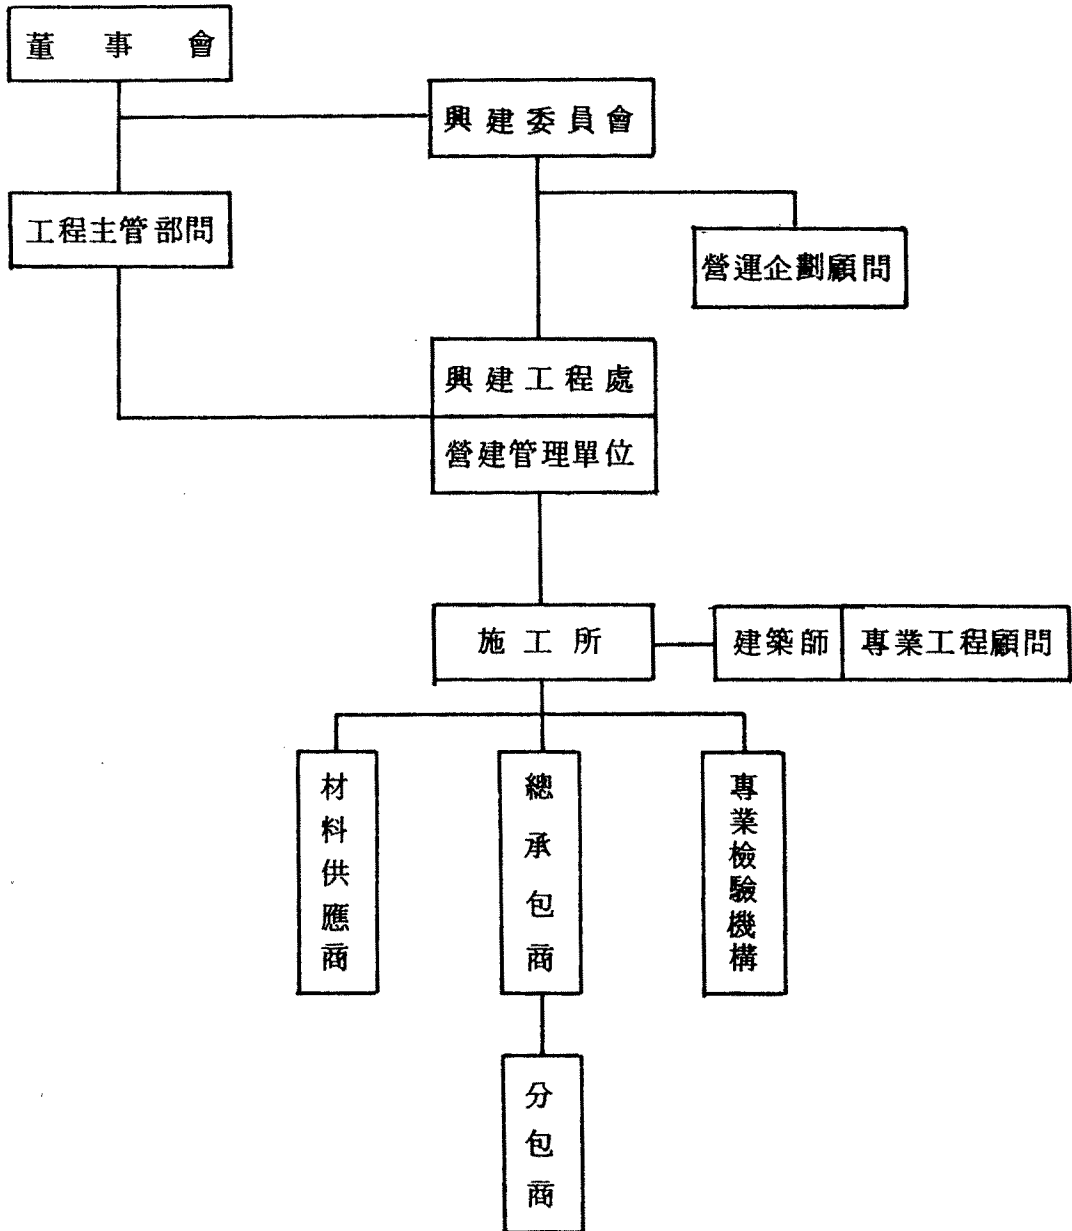 董事會
興建委員會
工程主管部問
營運企劃顧問
興建工程處
營建管理單位
施工所
建築師
專業工程顧問
材料供應商
總承包商
專業檢驗機構
分包商